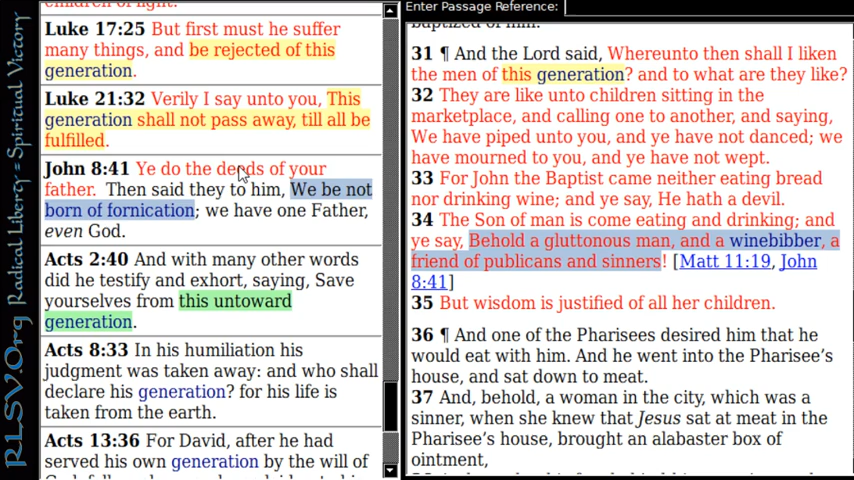 RLSV.Org Radical Liberty = Spiritual Victory
Luke 17:25 But first must he suffer
many things, and be rejected of this
generation.
Luke 21:32 Verily I say unto you, This
generation shall not pass away, till all be
fulfilled.
John 8:41 Ye do the deeds of your
father. Then said they to him, We be not
born of fornication; we have one Father,
even God.
Acts 2:40 And with many other words
did he testify and exhort, saying, Save
yourselves from this untoward
generation.
Acts 8:33 In his humiliation his
judgment was taken away: and who shall
declare his generation? for his life is
taken from the earth.
Acts 13:36 For David, after he had
served his own generation by the will of
Enter Passage Reference:
baptized of him.
31 ¶ And the Lord said, Whereunto then shall I liken
the men of this generation? and to what are they like?
32 They are like unto children sitting in the
marketplace, and calling one to another, and saying,
We have piped unto you, and ye have not danced; we
have mourned to you, and ye have not wept.
33 For John the Baptist came neither eating bread
nor drinking wine; and ye say, He hath a devil.
34 The Son of man is come eating and drinking; and
ye say, Behold a gluttonous man, and a winebibber, a
friend of publicans and sinners! [Matt 11:19, John
8:41]
35 But wisdom is justified of all her children.
36 ¶ And one of the Pharisees desired him that he
would eat with him. And he went into the Pharisee's
house, and sat down to meat.
37 And, behold, a woman in the city, which was a
sinner, when she knew that Jesus sat at meat in the
Pharisee's house, brought an alabaster box of
ointment,